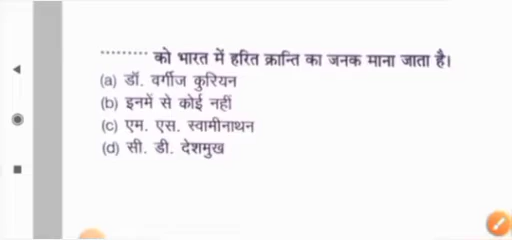 ......... को भारत में हरित क्रान्ति का जनक माना जाता है।
(a) डॉ. वर्गीज कुरियन
(b) इनमें से कोई नहीं
(c) एम. एस. स्वामीनाथन
(d) सी. डी. देशमुख